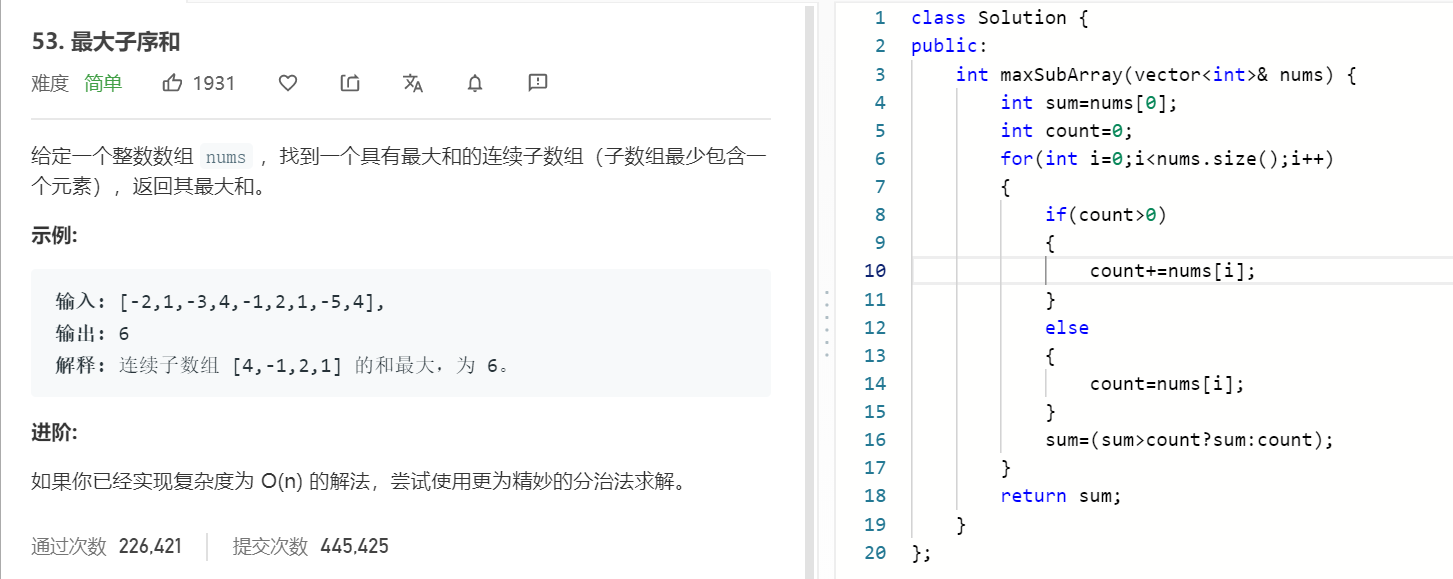 53. 最大子序和
难度 简单 1931
给定一个整数数组 nums ，找到一个具有最大和的连续子数组（子数组最少包含一
个元素），返回其最大和。
示例:
输入: [-2,1,-3,4,-1,2,1,-5,4],
输出: 6
解释: 连续子数组 [4,-1,2,1] 的和最大，为 6。
进阶:
如果你已经实现复杂度为 O(n) 的解法，尝试使用更为精妙的分治法求解。
通过次数 226,421 提交次数 445,425
1 class Solution {
2 public:
3     int maxSubArray(vector<int>& nums) {
4         int sum=nums[0];
5         int count=0;
6         for(int i=0;i<nums.size();i++)
7         {
8             if(count>0)
9             {
10                 count+=nums[i];
11             }
12             else
13             {
14                 count=nums[i];
15             }
16             sum=(sum>count?sum:count);
17         }
18         return sum;
19     }
20 };